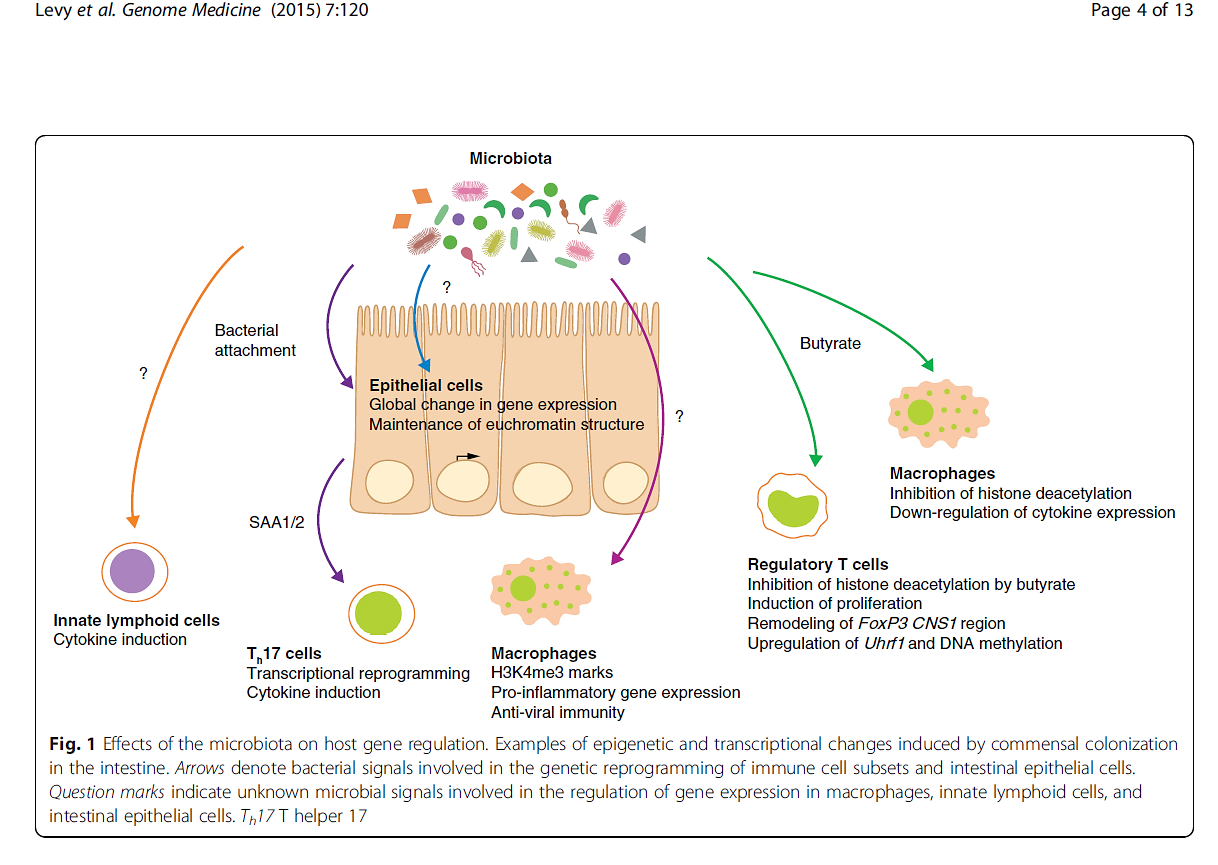 Levy et al. Genome Medicine (2015) 7:120
Page 4 of 13
Microbiota
?
Bacterial
attachment
?
Butyrate
Epithelial cells
Global change in gene expression
Maintenance of euchromatin structure
?
SAA1/2
Macrophages
Inhibition of histone deacetylation
Down-regulation of cytokine expression
Regulatory T cells
Inhibition of histone deacetylation by butyrate
Induction of proliferation
Remodeling of FoxP3 CNS1 region
Upregulation of Uhrf1 and DNA methylation
Innate lymphoid cells
Cytokine induction
Th17 cells
Transcriptional reprogramming
Cytokine induction
Macrophages
H3K4me3 marks
Pro-inflammatory gene expression
Anti-viral immunity
Fig. 1 Effects of the microbiota on host gene regulation. Examples of epigenetic and transcriptional changes induced by commensal colonization
in the intestine. Arrows denote bacterial signals involved in the genetic reprogramming of immune cell subsets and intestinal epithelial cells.
Question marks indicate unknown microbial signals involved in the regulation of gene expression in macrophages, innate lymphoid cells, and
intestinal epithelial cells. Th17 T helper 17